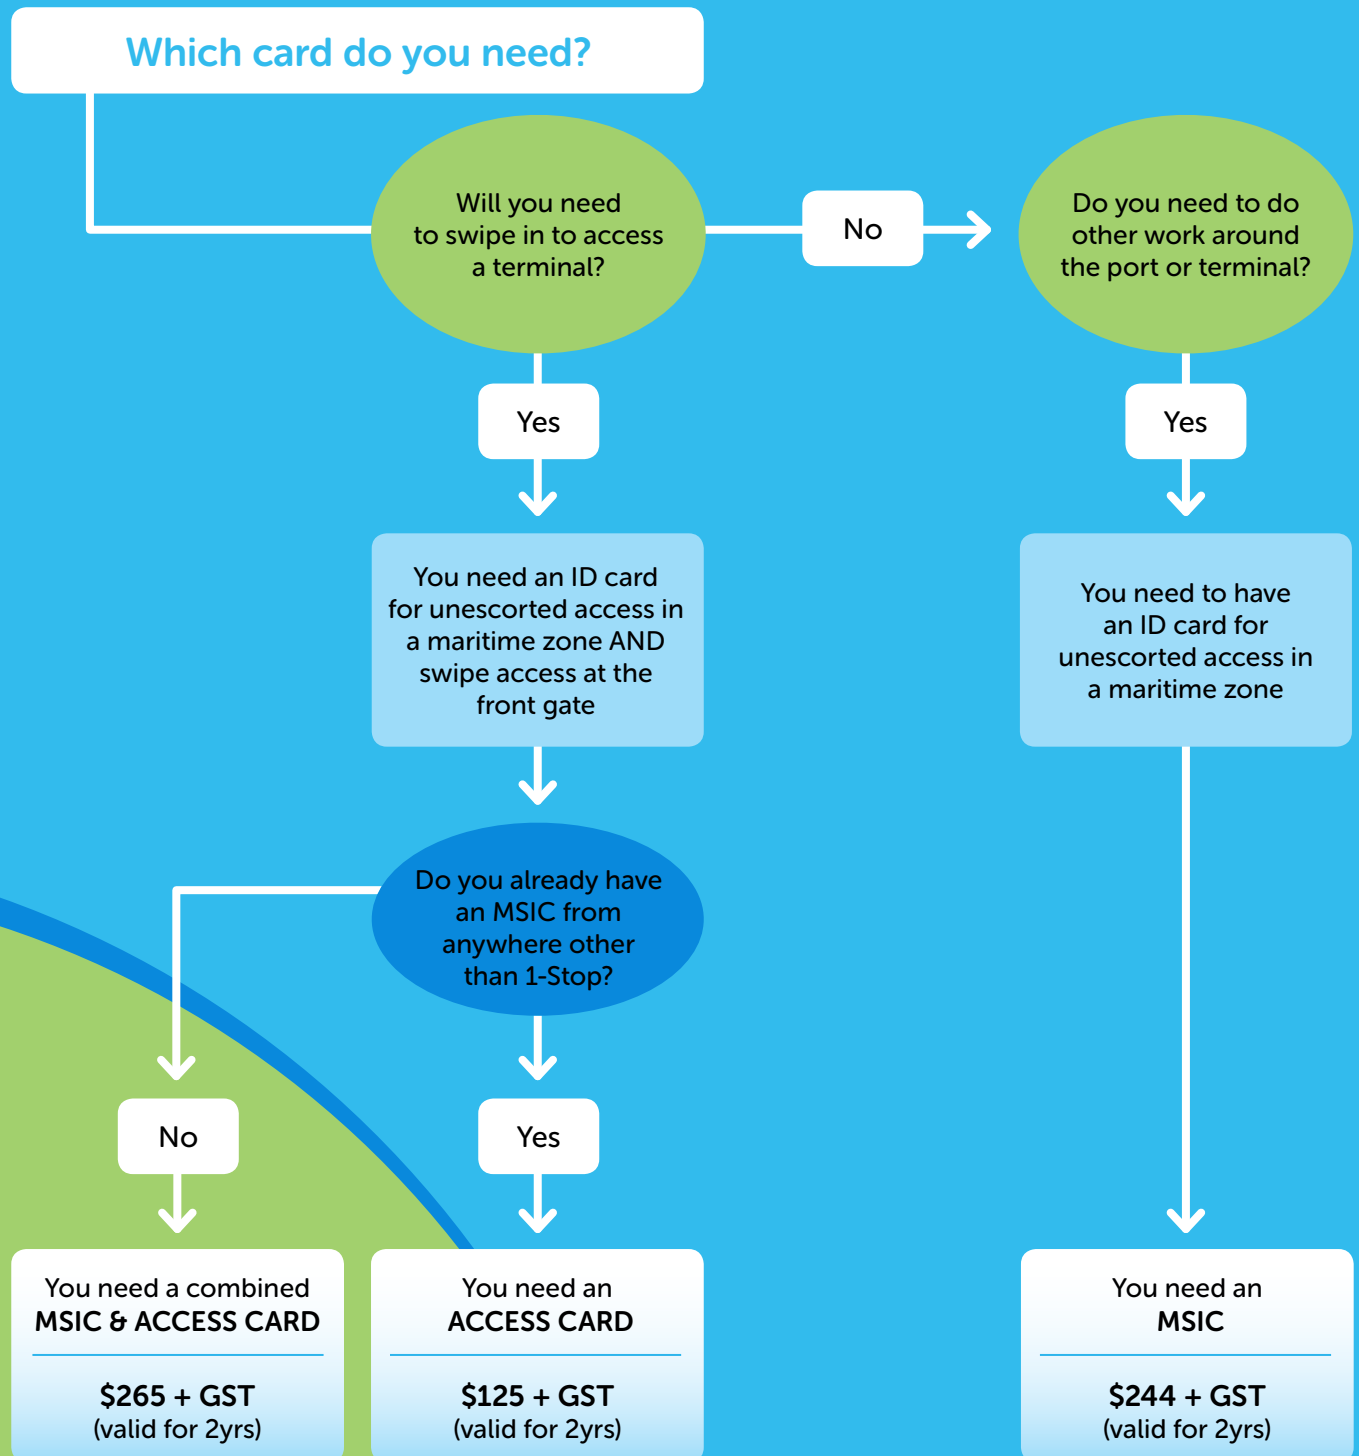 Which card do you need?
Will you need
to swipe in to access
a terminal?
No
Do you need to do
other work around
the port or terminal?
Yes
Yes
You need an ID card
for unescorted access in
a maritime zone AND
swipe access at the
front gate
You need to have
an ID card for
unescorted access in
a maritime zone
Do you already have
an MSIC from
anywhere other
than 1-Stop?
No
Yes
You need a combined
MSIC & ACCESS CARD
$265 + GST
(valid for 2yrs)
You need an
ACCESS CARD
$125 + GST
(valid for 2yrs)
You need an
MSIC
$244 + GST
(valid for 2yrs)